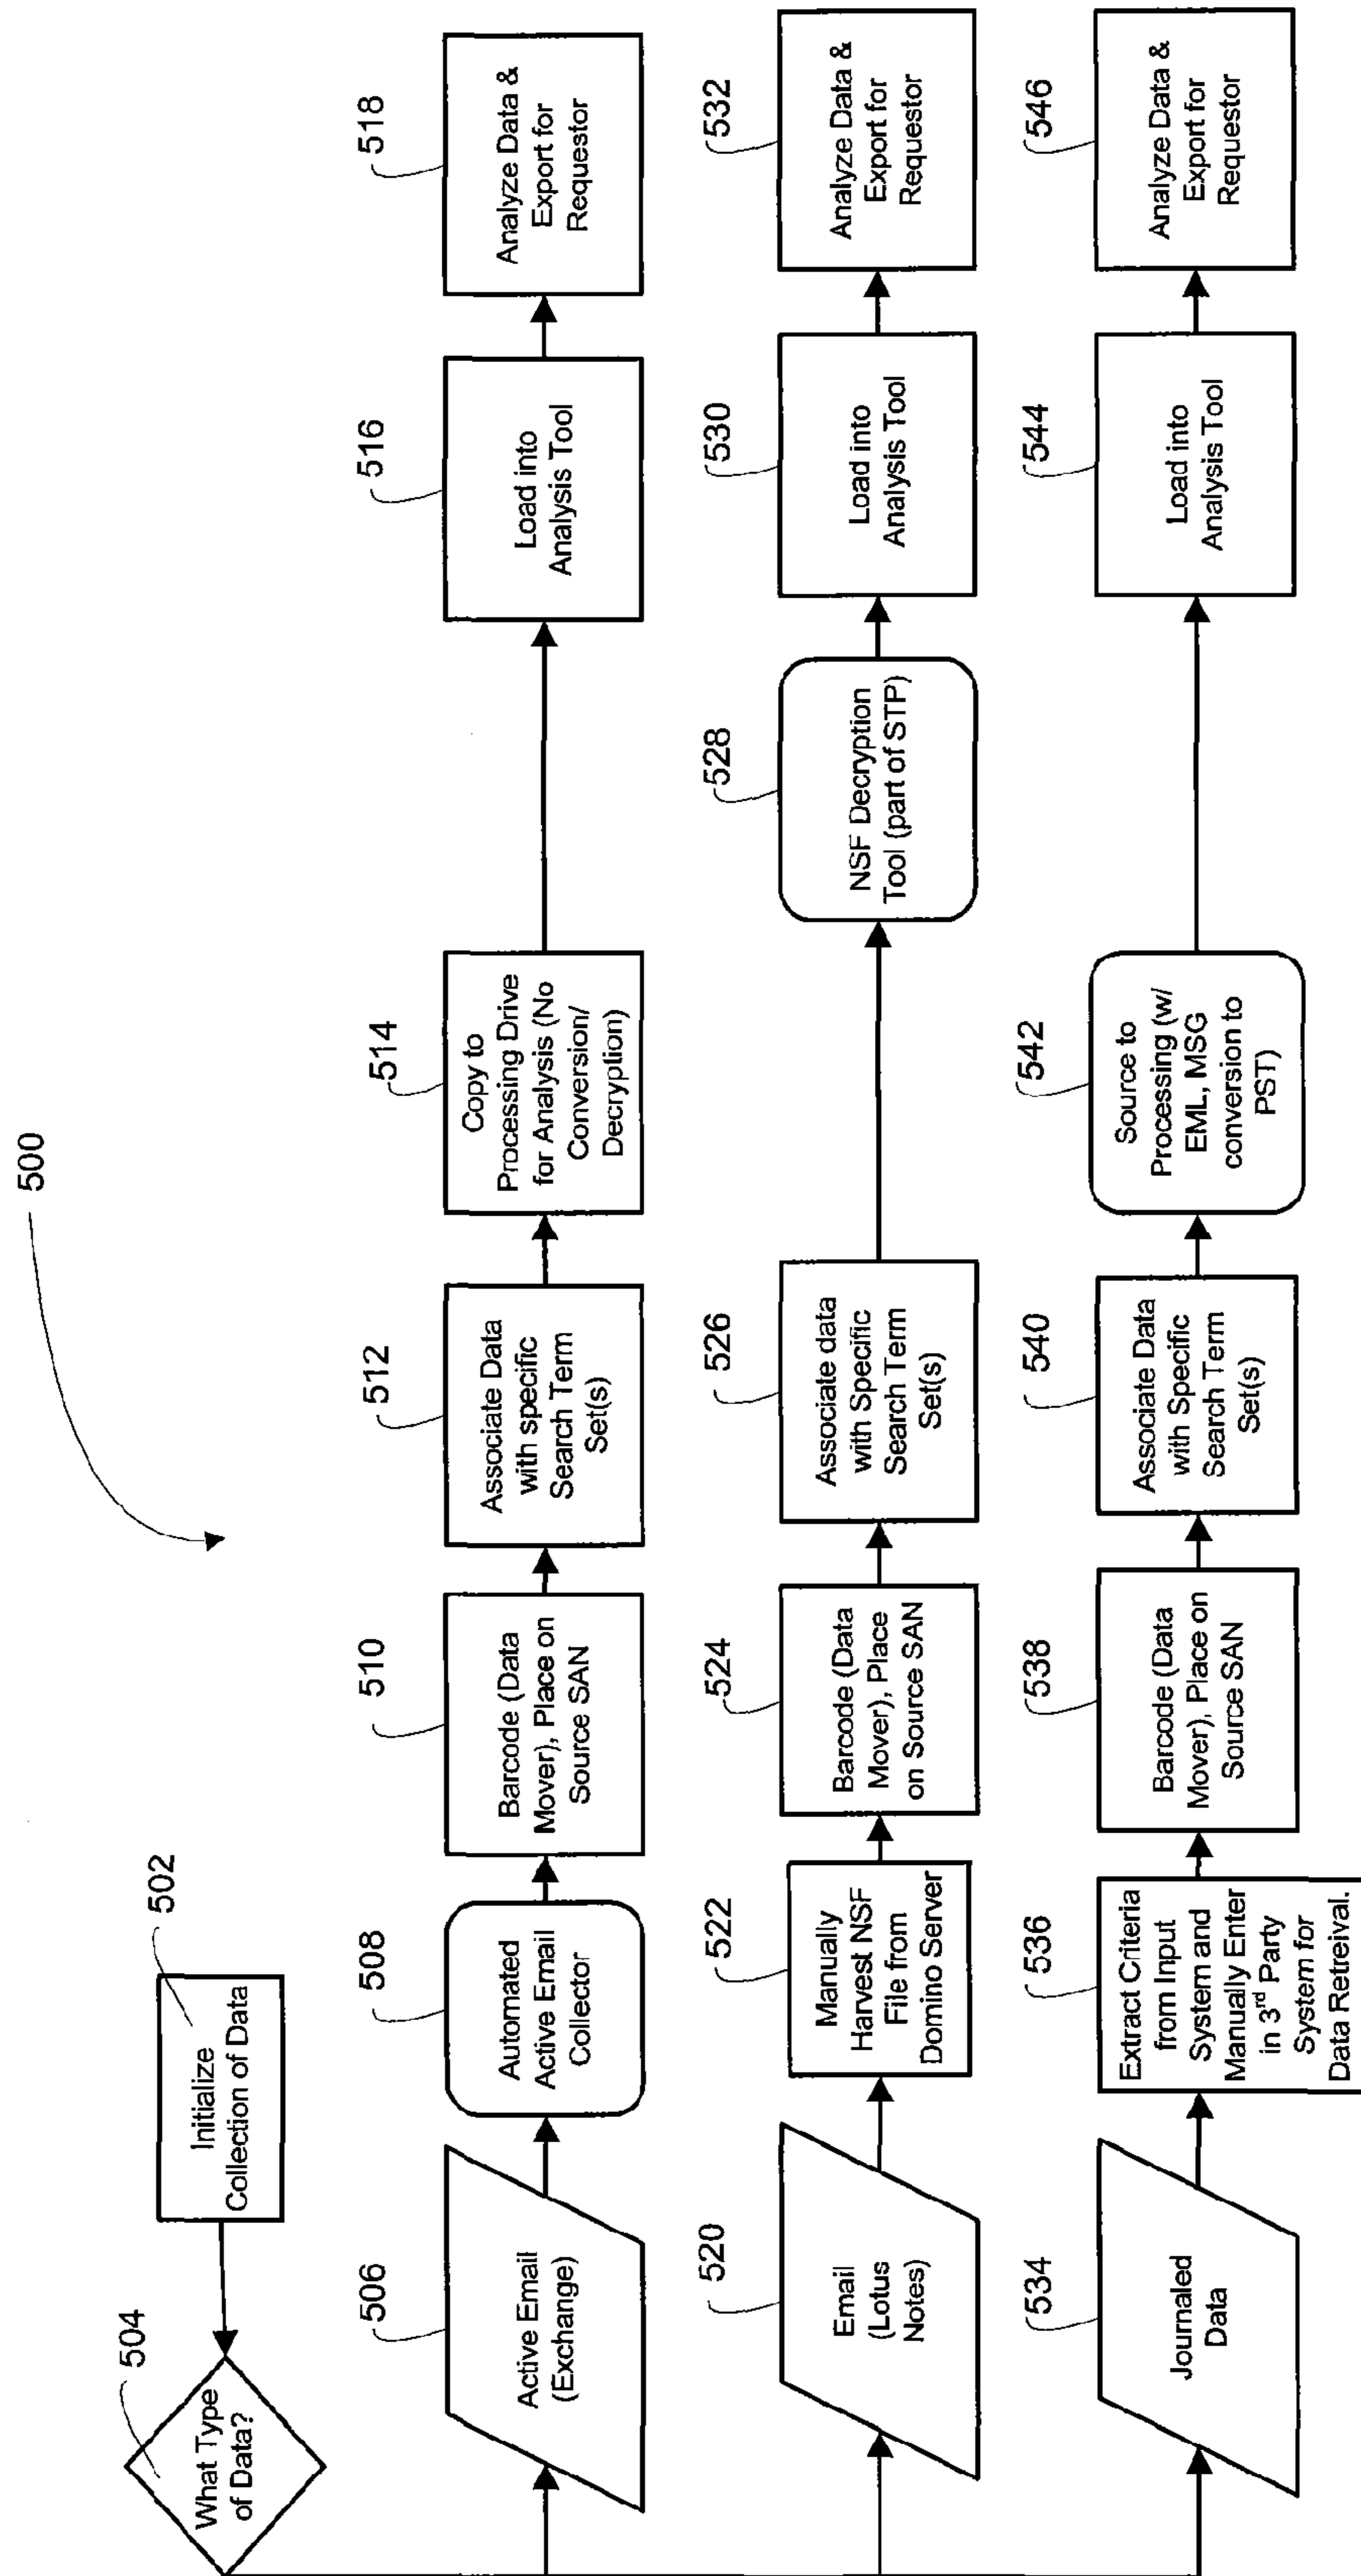 500
502
Initialize
Collection of Data
504
What Type
of Data?
506
Active Email
(Exchange)
508
Automated
Active Email
Collector
510
Barcode (Data
Mover), Place on
Source SAN
512
Associate Data
with specific
Search Term
Set(s)
514
Copy to
Processing Drive
for Analysis (No
Conversion/
Decryption)
516
Load into
Analysis Tool
518
Analyze Data &
Export for
Requestor
520
Email
(Lotus
Notes)
522
Manually
Harvest NSF
File from
Domino Server
524
Barcode (Data
Mover), Place
on Source SAN
526
Associate data
with Specific
Search Term
Set(s)
528
NSF Decryption
Tool (part of STP)
530
Load into
Analysis Tool
532
Analyze Data &
Export for
Requestor
534
Journaled
Data
536
Extract Criteria
from Input
System and
Manually Enter
in 3rd Party
System for
Data Retreival.
538
Barcode (Data
Mover), Place on
Source SAN
540
Associate Data
with Specific
Search Term
Set(s)
542
Source to
Processing (w/
EML, MSG
conversion to
PST)
544
Load into
Analysis Tool
546
Analyze Data &
Export for
Requestor